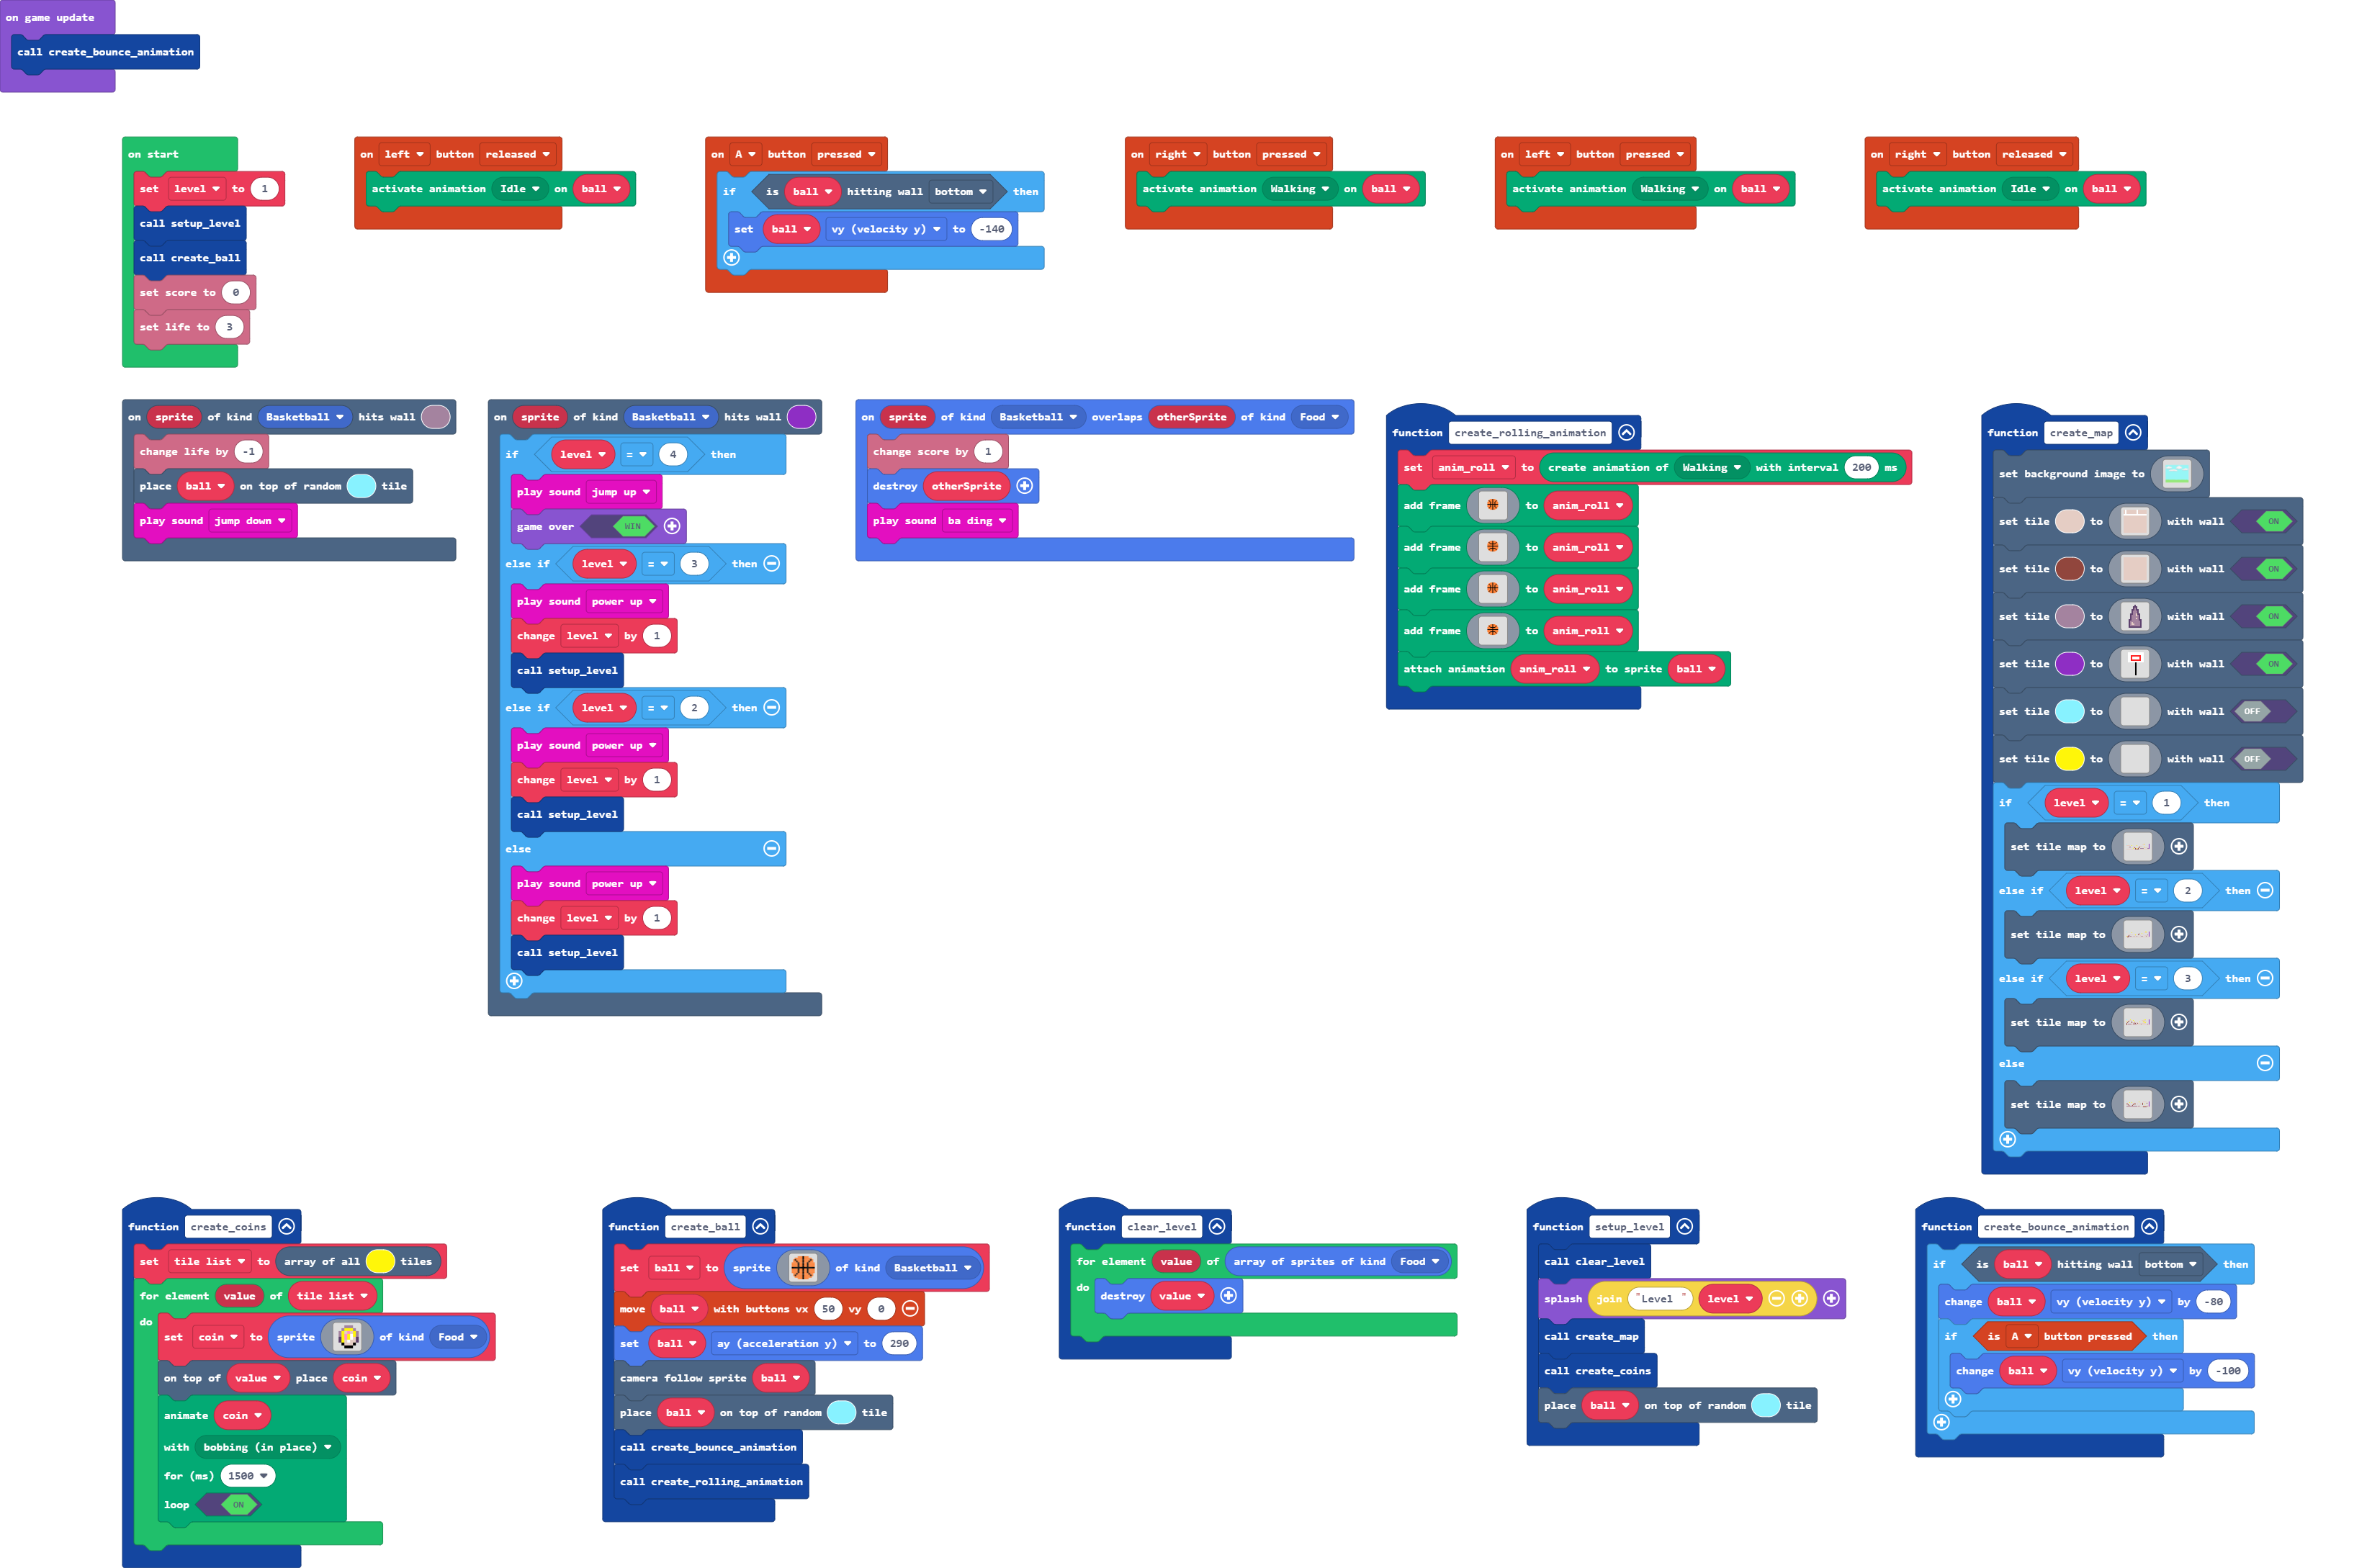 on game update
call create_bounce_animation
on start
set level to 1
call setup_level
call create_ball
set score to 0
set life to 3
on left button released
activate animation Idle on ball
on A button pressed
if is ball hitting wall bottom then
set ball vy (velocity y) to -140
on right button pressed
activate animation Walking on ball
on left button pressed
activate animation Walking on ball
on right button released
activate animation Idle on ball
on sprite of kind Basketball hits wall
change life by -1
place ball on top of random tile
play sound jump down
on sprite of kind Basketball hits wall
if level = 4 then
play sound jump up
game over WIN
else if level = 3 then
play sound power up
change level by 1
call setup_level
else if level = 2 then
play sound power up
change level by 1
call setup_level
else
play sound power up
change level by 1
call setup_level
on sprite of kind Basketball overlaps otherSprite of kind Food
change score by 1
destroy otherSprite
play sound ba ding
function create_rolling_animation
set anim_roll to create animation of Walking with interval 200 ms
add frame to anim_roll
add frame to anim_roll
add frame to anim_roll
add frame to anim_roll
attach animation anim_roll to sprite ball
function create_map
set background image to
set tile to with wall ON
set tile to with wall ON
set tile to with wall ON
set tile to with wall ON
set tile to with wall OFF
set tile to with wall OFF
if level = 1 then
set tile map to
else if level = 2 then
set tile map to
else if level = 3 then
set tile map to
else
set tile map to
function create_coins
set tile list to array of all tiles
for element value of tile list
do
set coin to sprite of kind Food
on top of value place coin
animate coin
with bobbing (in place)
for (ms) 1500
loop ON
function create_ball
set ball to sprite of kind Basketball
move ball with buttons vx 50 vy 0
set ball ay (acceleration y) to 290
camera follow sprite ball
place ball on top of random tile
call create_bounce_animation
call create_rolling_animation
function clear_level
for element value of array of sprites of kind Food
do destroy value
function setup_level
call clear_level
splash join "Level " level
call create_map
call create_coins
place ball on top of random tile
function create_bounce_animation
if is ball hitting wall bottom then
change ball vy (velocity y) by -80
if is A button pressed then
change ball vy (velocity y) by -100